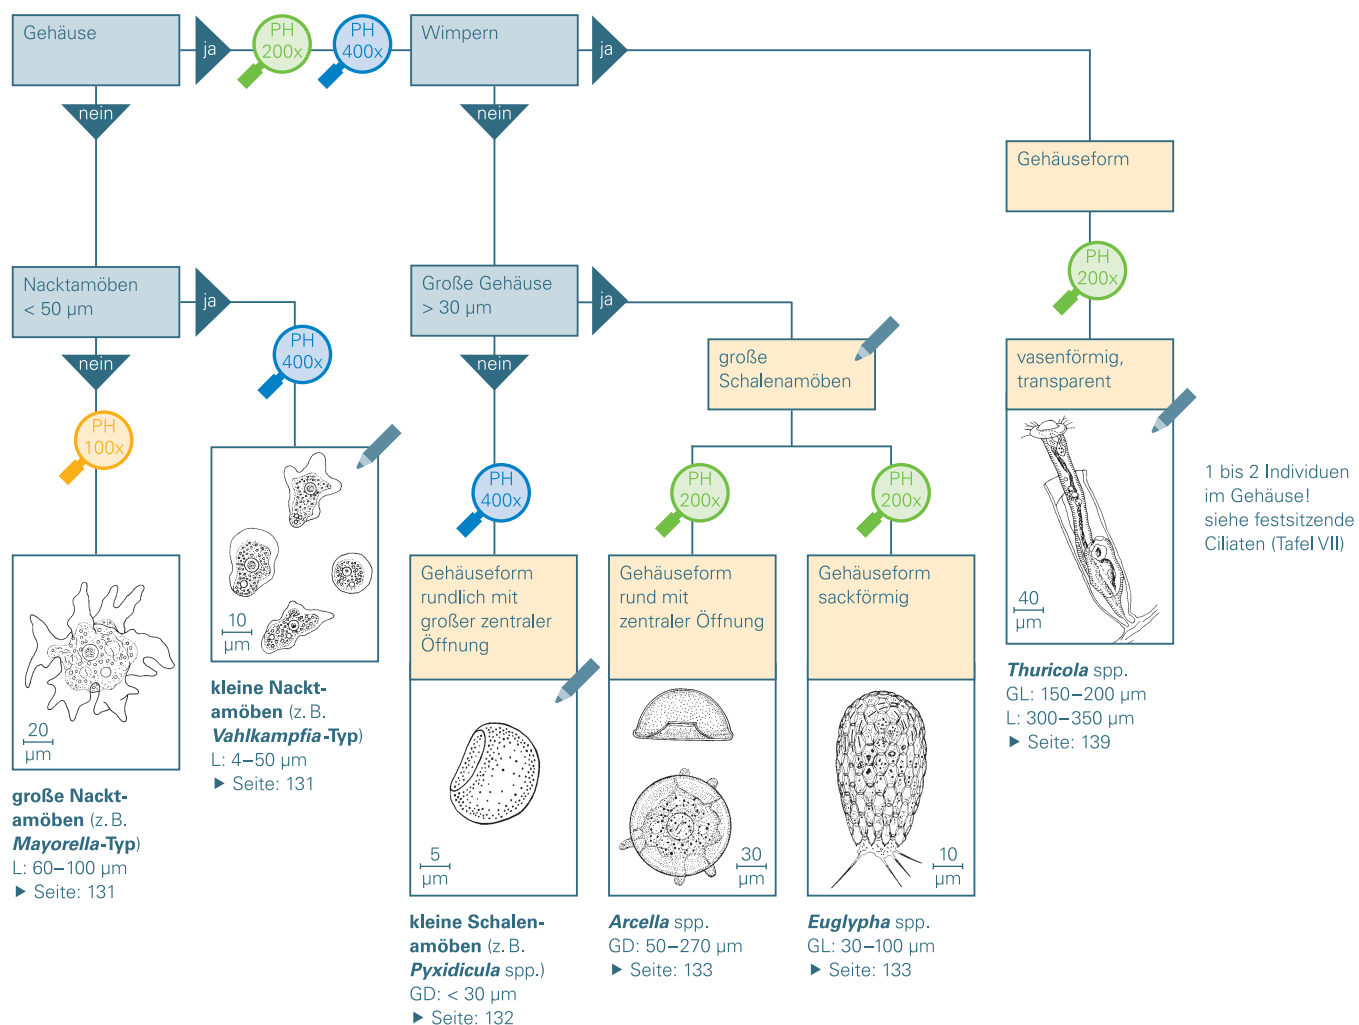 Gehäuse
ja
PH
200x
PH
400x
Wimpern
ja
nein
nein
Gehäuseform
PH
200x
Nacktamöben
< 50 µm
ja
Große Gehäuse
> 30 µm
ja
nein
PH
400x
nein
große
Schalenamöben
vasenförmig,
transparent
PH
100x
PH
400x
PH
200x
PH
200x
1 bis 2 Individuen
im Gehäuse!
siehe festsitzende
Ciliaten (Tafel VII)
Gehäuseform
rundlich mit
großer zentraler
Öffnung
Gehäuseform
rund mit
zentraler Öffnung
Gehäuseform
sackförmig
20
µm
10
µm
5
µm
30
µm
10
µm
40
µm
große Nackt-
amöben (z. B.
Mayorella-Typ)
L: 60–100 µm
▶ Seite: 131
kleine Nackt-
amöben (z. B.
Vahlkampfia-Typ)
L: 4–50 µm
▶ Seite: 131
kleine Schalen-
amöben (z. B.
Pyxidicula spp.)
GD: < 30 µm
▶ Seite: 132
Arcella spp.
GD: 50–270 µm
▶ Seite: 133
Euglypha spp.
GL: 30–100 µm
▶ Seite: 133
Thuricola spp.
GL: 150–200 µm
L: 300–350 µm
▶ Seite: 139